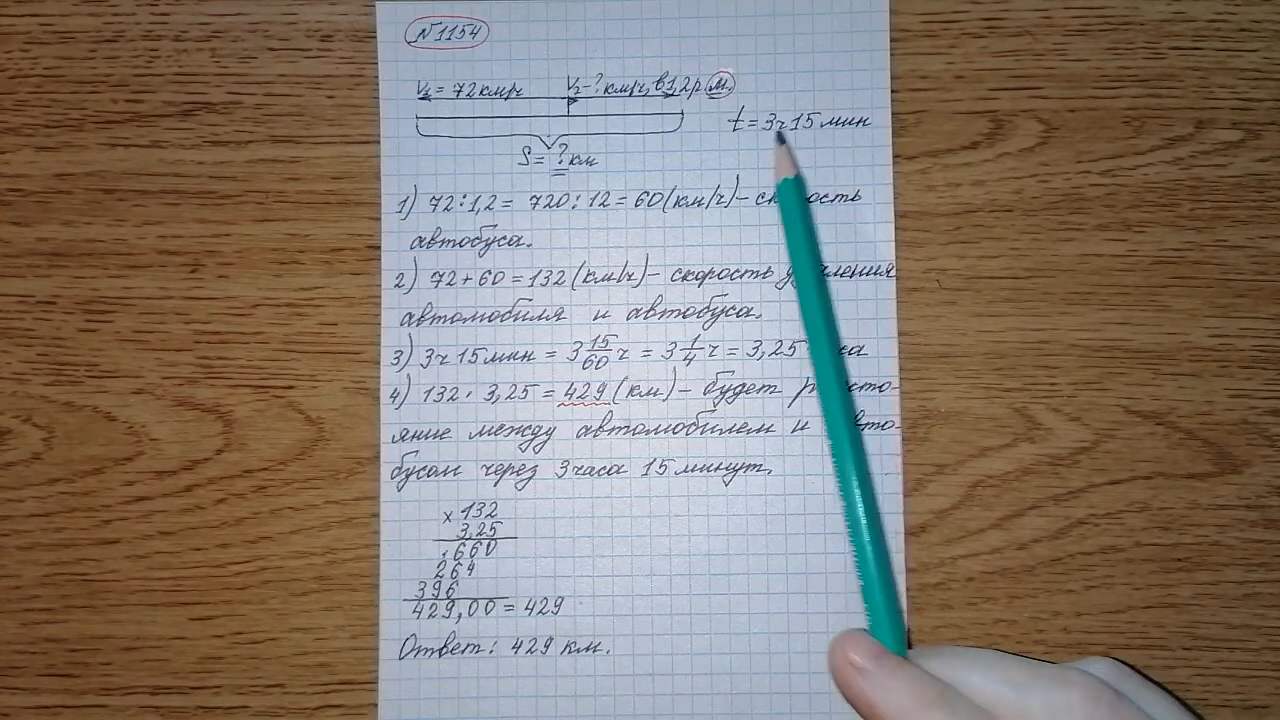 №1154
V₁ = 72 км/ч V₂ - ? км/ч, в 1,2 р м.
t = 3ч 15 мин
S = ? км
1) 72 : 1,2 = 720 : 12 = 60 (км/ч) - скорость
автобуса.
2) 72 + 60 = 132 (км/ч) - скорость
автомобиля и автобуса.
3) 3ч 15 мин = 3 15/60 ч = 3 1/4 ч = 3,25
4) 132 · 3,25 = 429 (км) - будет
яние между автомобилем и
бусом через 3 часа 15 минут.
× 132
3,25
660
264
396
429,00 = 429
Ответ: 429 км.